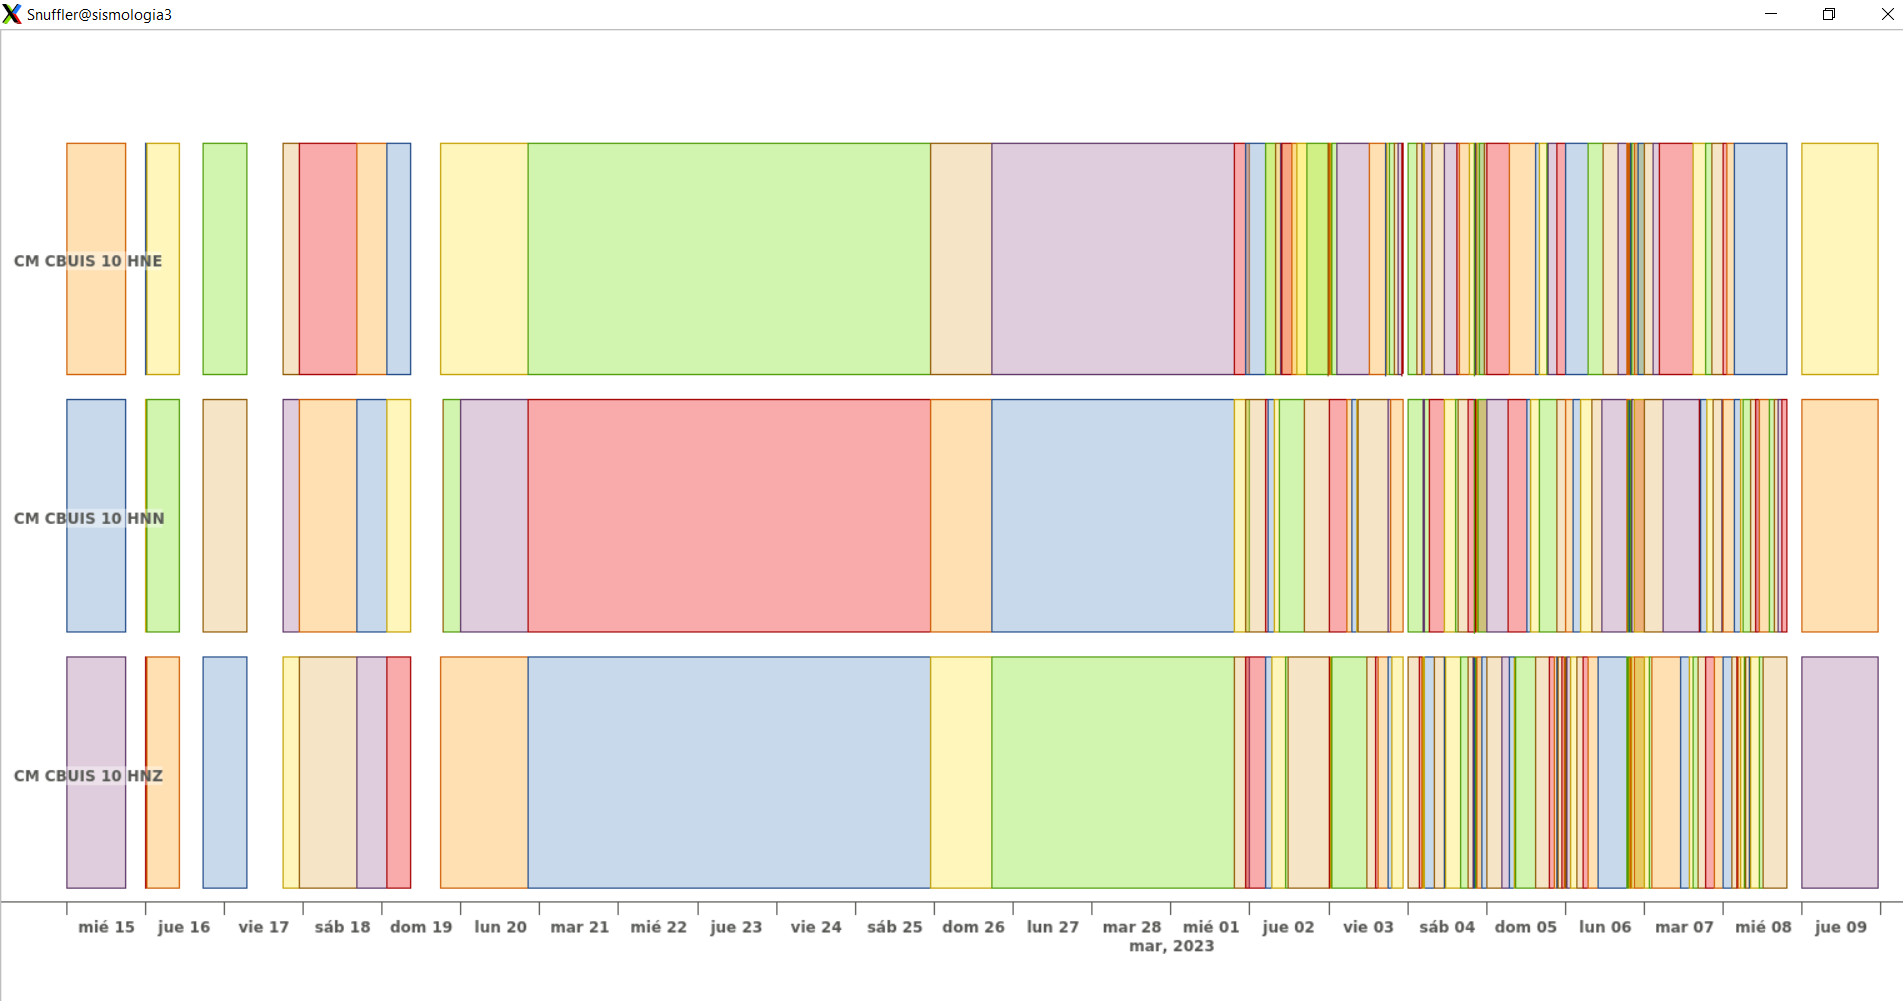 Snuffler@sismologia3
CM CBUIS 10 HNE
CM CBUIS 10 HNN
CM CBUIS 10 HNZ
mié 15 jue 16 vie 17 sáb 18 dom 19 lun 20 mar 21 mié 22 jue 23 vie 24 sáb 25 dom 26 lun 27 mar 28 mié 01 jue 02 vie 03 sáb 04 dom 05 lun 06 mar 07 mié 08 jue 09
mar, 2023